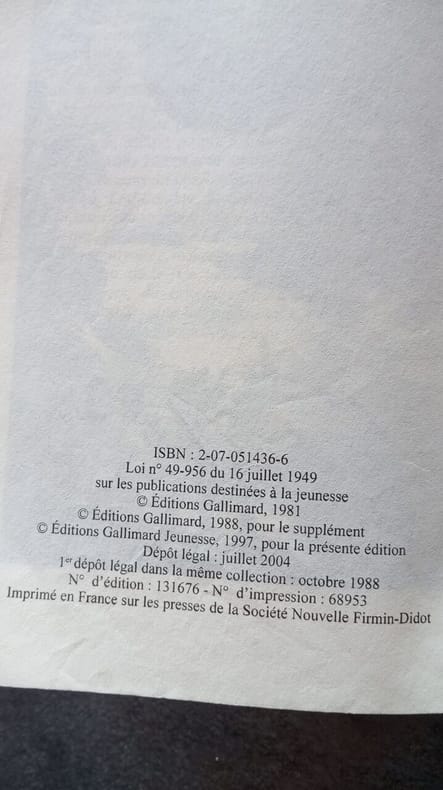 ISBN : 2-07-051436-6
Loi n° 49-956 du 16 juillet 1949
sur les publications destinées à la jeunesse
© Éditions Gallimard, 1981
© Éditions Gallimard, 1988, pour le supplément
© Éditions Gallimard Jeunesse, 1997, pour la présente édition
Dépôt légal : juillet 2004
1er dépôt légal dans la même collection : octobre 1988
N° d'édition : 131676 - N° d'impression : 68953
Imprimé en France sur les presses de la Société Nouvelle Firmin-Didot